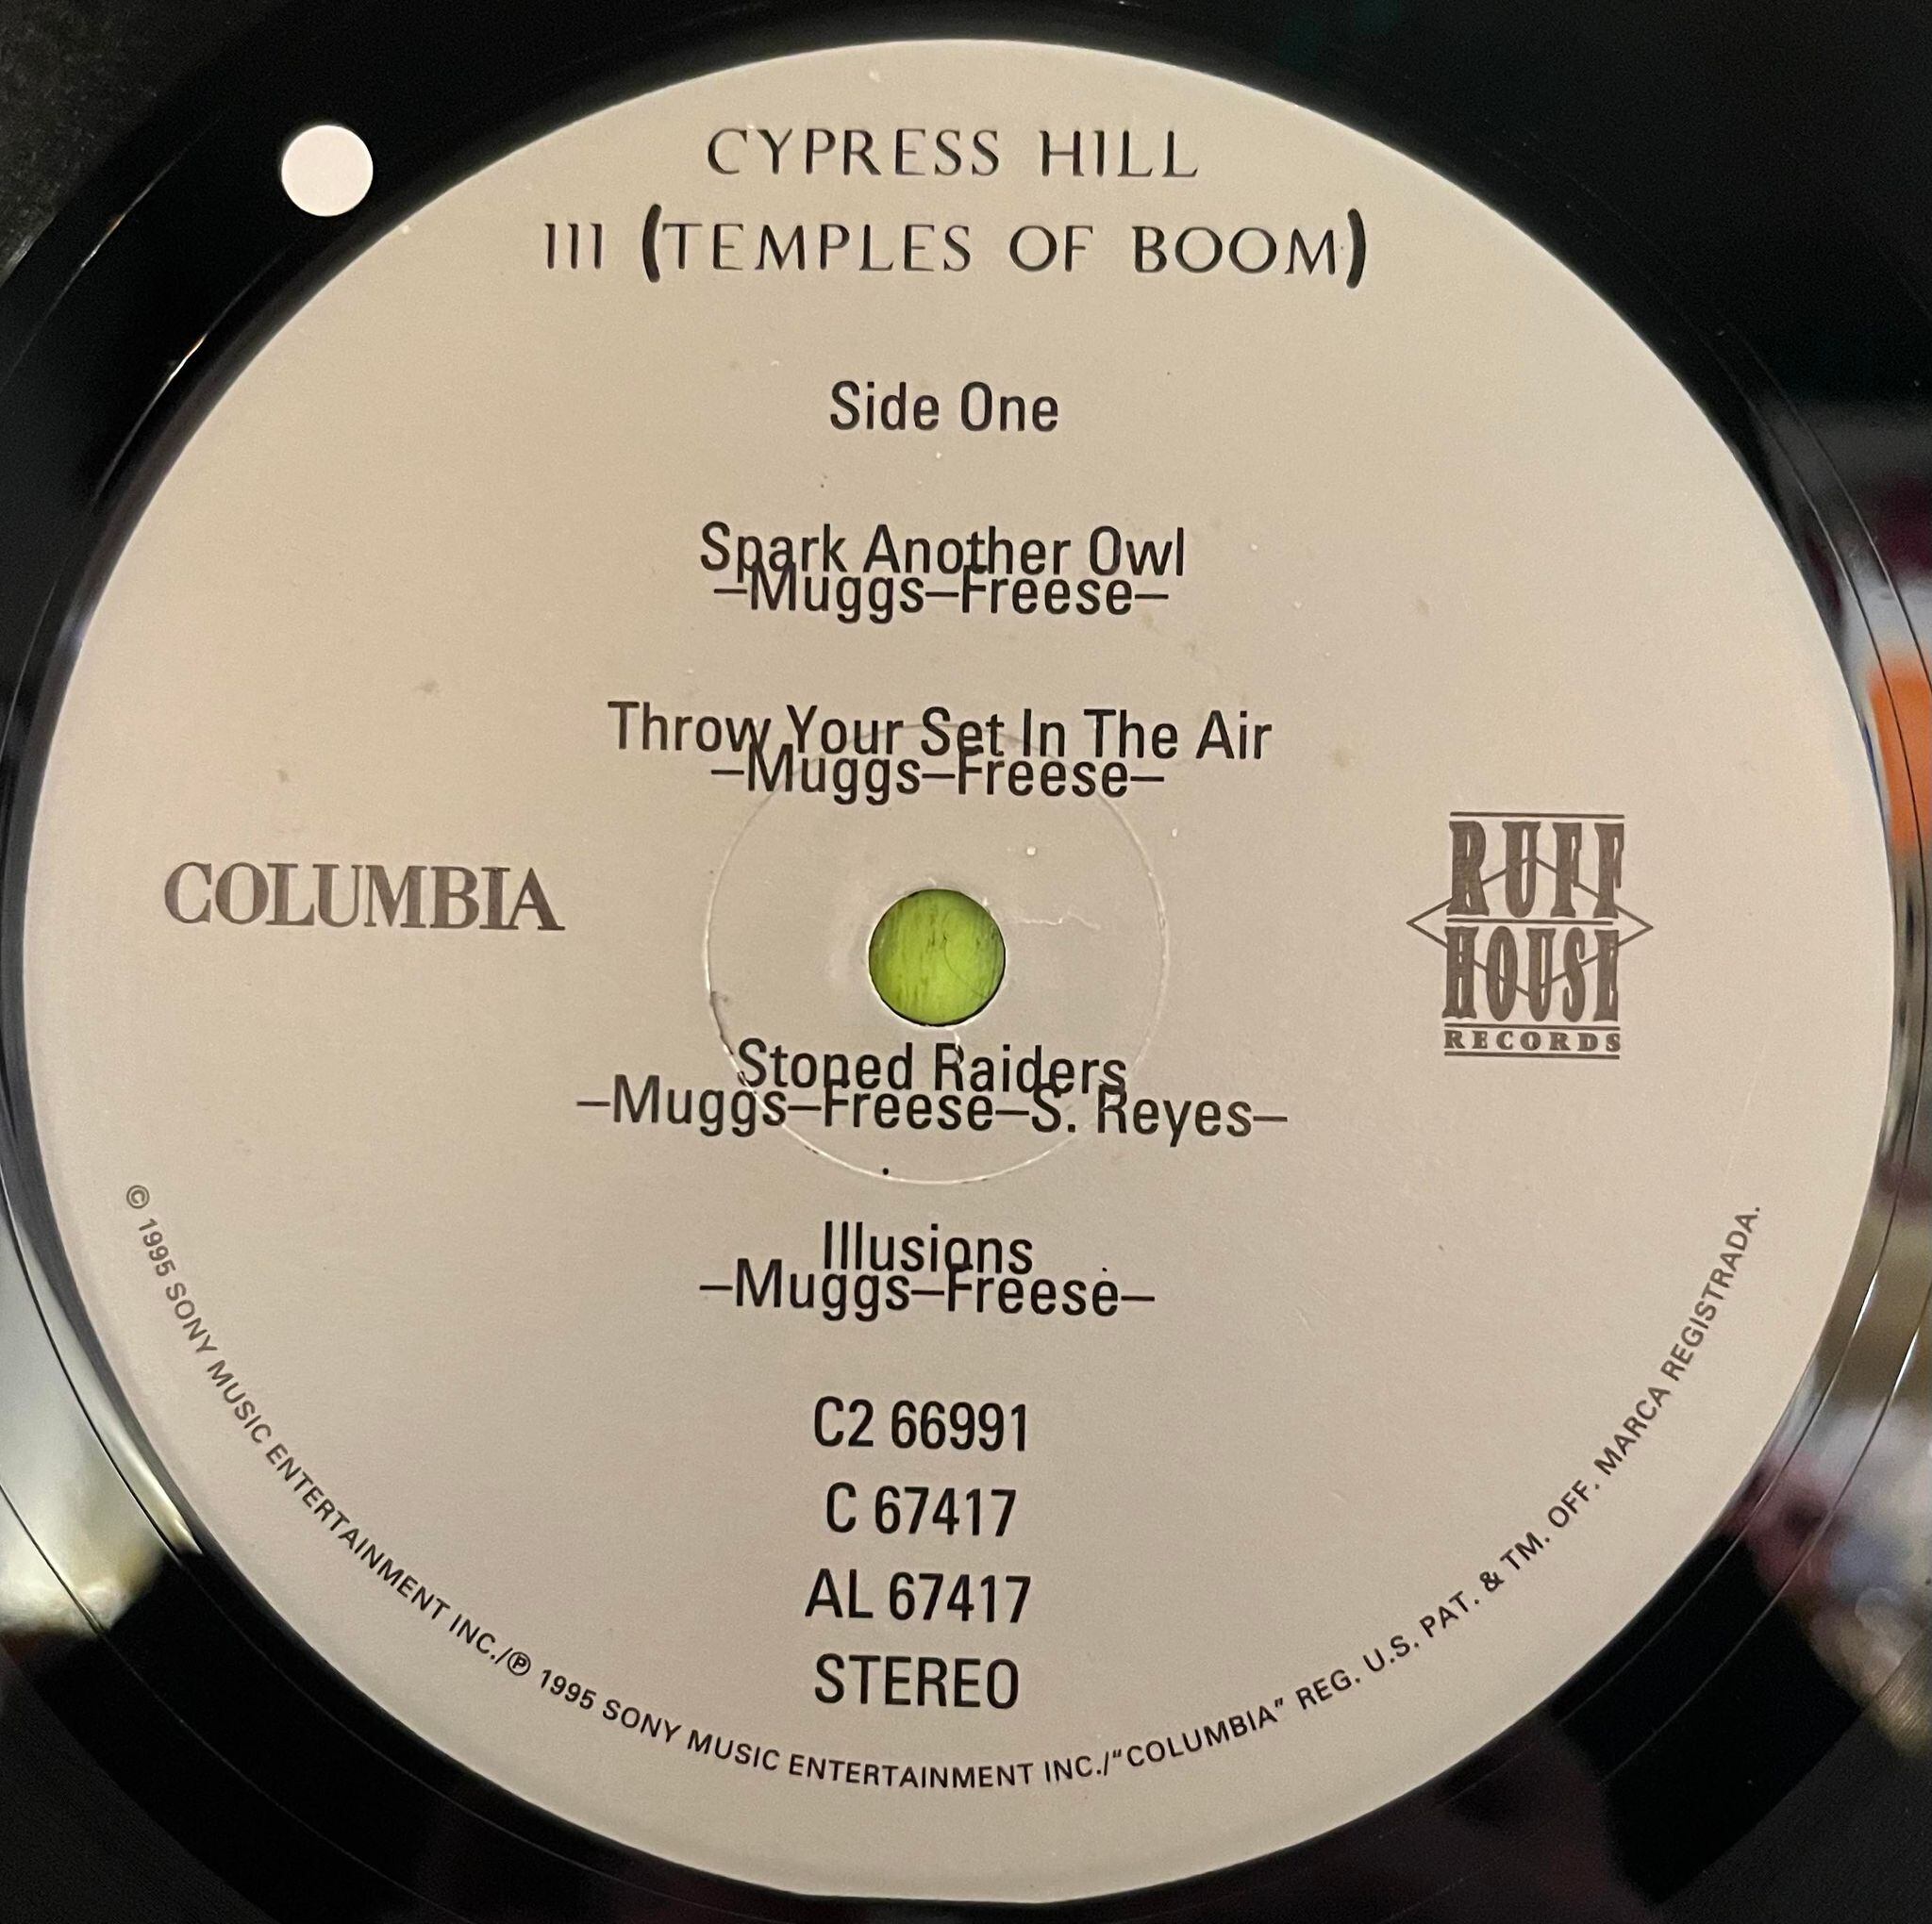 CYPRESS HILL
III (TEMPLES OF BOOM)
Side One
Spark Another Owl
–Muggs–Freese–
Throw Your Set In The Air
–Muggs–Freese–
COLUMBIA
RUFF
HOUSE
RECORDS
Stoned Raiders
–Muggs–Freese–S. Reyes–
Illusions
–Muggs–Freese–
C2 66991
C 67417
AL 67417
STEREO
© 1995 SONY MUSIC ENTERTAINMENT INC./℗ 1995 SONY MUSIC ENTERTAINMENT INC./“COLUMBIA” REG. U.S. PAT. & TM. OFF. MARCA REGISTRADA.